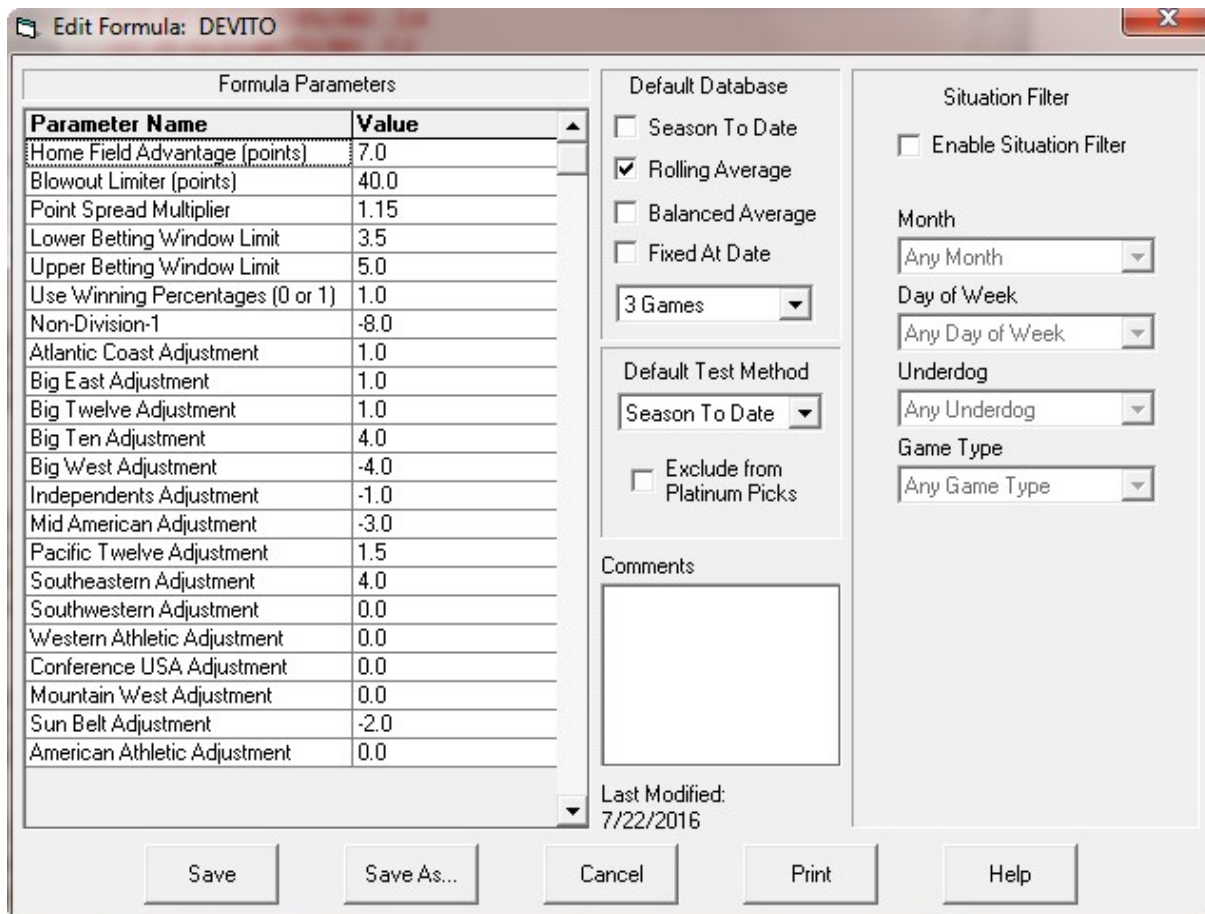 Edit Formula: DEVITO
Formula Parameters
Parameter Name Value
Home Field Advantage (points) 7.0
Blowout Limiter (points) 40.0
Point Spread Multiplier 1.15
Lower Betting Window Limit 3.5
Upper Betting Window Limit 5.0
Use Winning Percentages (0 or 1) 1.0
Non-Division-1 -8.0
Atlantic Coast Adjustment 1.0
Big East Adjustment 1.0
Big Twelve Adjustment 1.0
Big Ten Adjustment 4.0
Big West Adjustment -4.0
Independents Adjustment -1.0
Mid American Adjustment -3.0
Pacific Twelve Adjustment 1.5
Southeastern Adjustment 4.0
Southwestern Adjustment 0.0
Western Athletic Adjustment 0.0
Conference USA Adjustment 0.0
Mountain West Adjustment 0.0
Sun Belt Adjustment -2.0
American Athletic Adjustment 0.0
Default Database
Season To Date
Rolling Average
Balanced Average
Fixed At Date
3 Games
Default Test Method
Season To Date
Exclude from
Platinum Picks
Comments
Last Modified:
7/22/2016
Situation Filter
Enable Situation Filter
Month
Any Month
Day of Week
Any Day of Week
Underdog
Any Underdog
Game Type
Any Game Type
Save
Save As...
Cancel
Print
Help